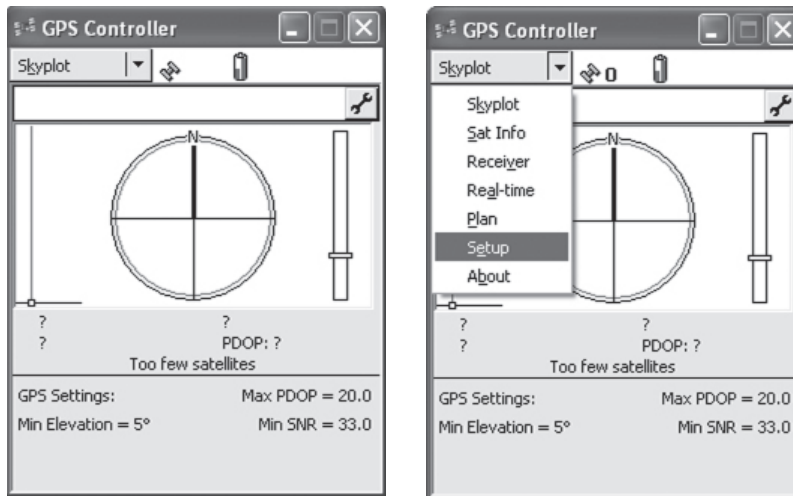 GPS Controller
Skyplot
N
?
?
?
PDOP: ?
Too few satellites
GPS Settings:
Max PDOP = 20.0
Min Elevation = 5°
Min SNR = 33.0
GPS Controller
Skyplot
0
Skyplot
Sat Info
Receiver
Real-time
Plan
Setup
About
N
?
?
?
PDOP: ?
Too few satellites
GPS Settings:
Max PDOP = 20.0
Min Elevation = 5°
Min SNR = 33.0